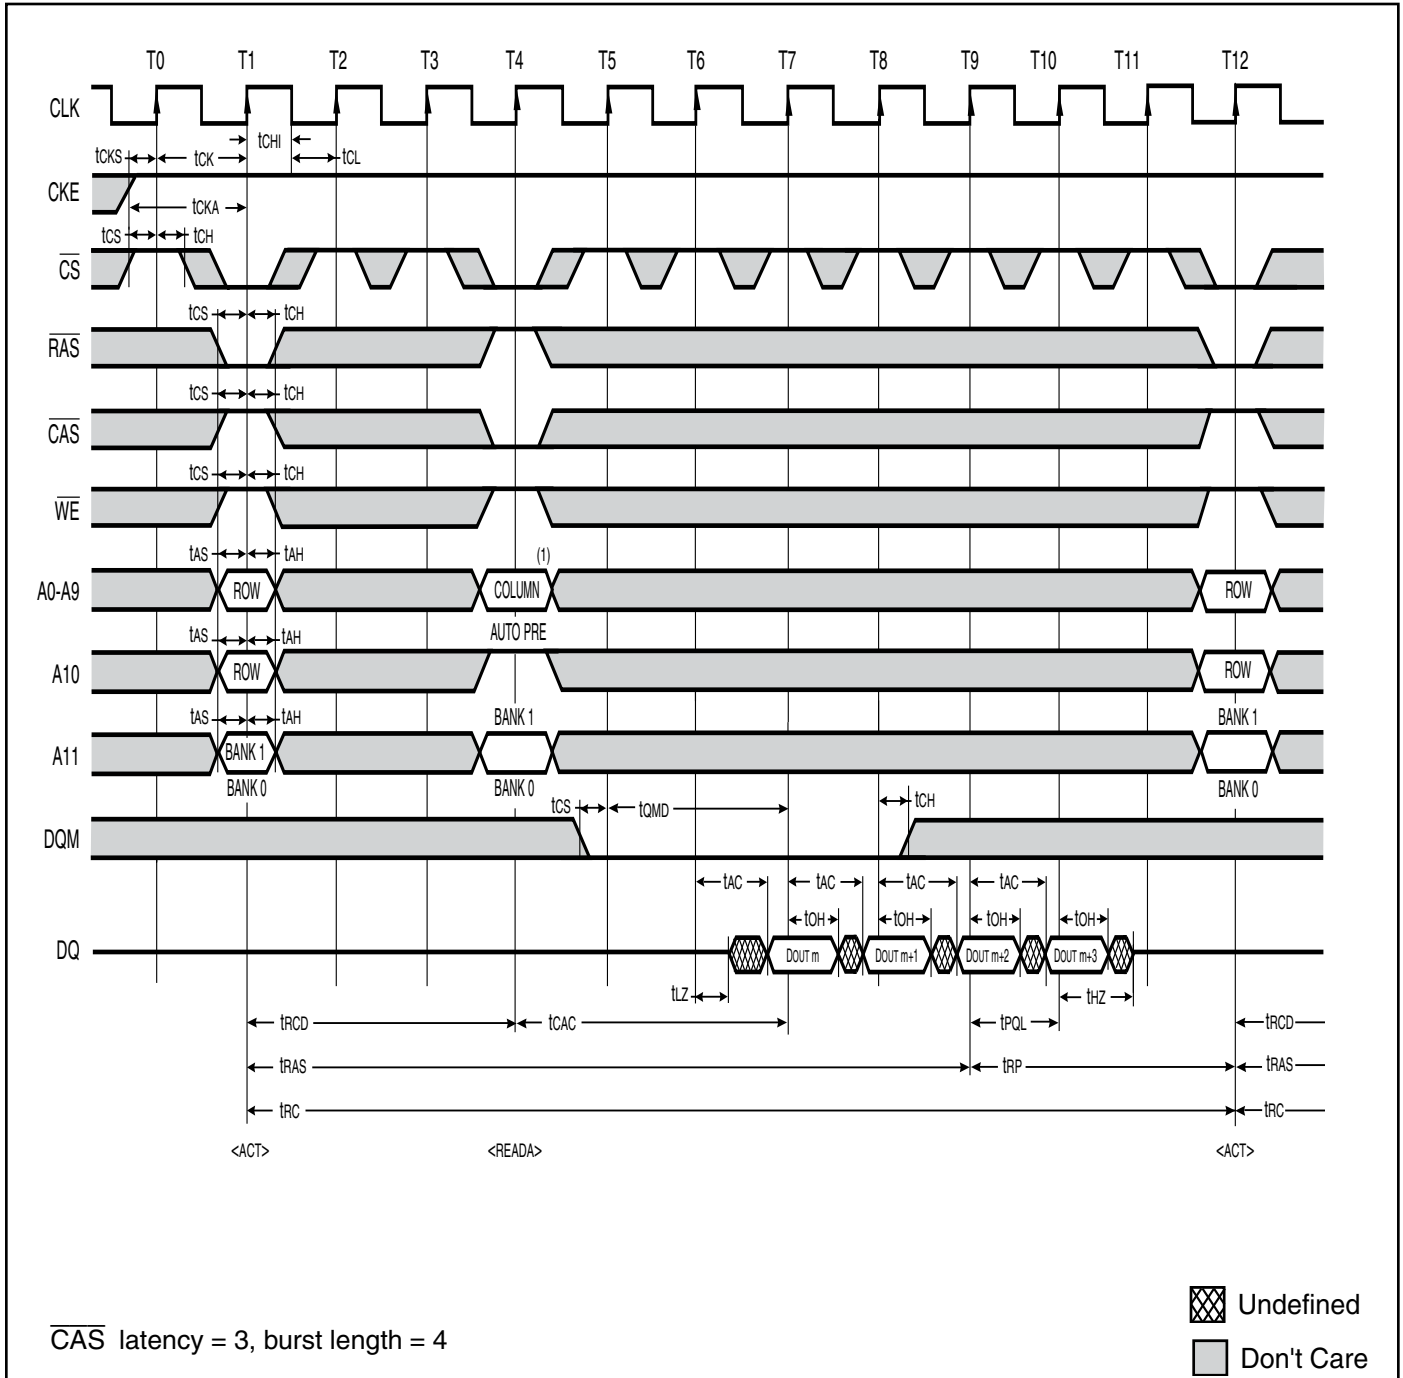 T0 T1 T2 T3 T4 T5 T6 T7 T8 T9 T10 T11 T12
CLK
tCHI
tCKS tCK tCL
CKE
tCKA
tCS tCH
CS
tCS tCH
RAS
tCS tCH
CAS
tCS tCH
WE
tAS tAH (1)
A0-A9 ROW COLUMN ROW
tAS tAH AUTO PRE
A10 ROW ROW
tAS tAH BANK 1 BANK 1
A11 BANK 1
BANK 0 BANK 0 BANK 0
tCS tQMD tCH
DQM
tAC tAC tAC tAC
tOH tOH tOH tOH
DQ DOUT m DOUT m+1 DOUT m+2 DOUT m+3
tLZ tHZ
tRCD tCAC tPQL tRCD
tRAS tRP tRAS
tRC tRC
<ACT> <READA> <ACT>
Undefined
CAS latency = 3, burst length = 4
Don't Care